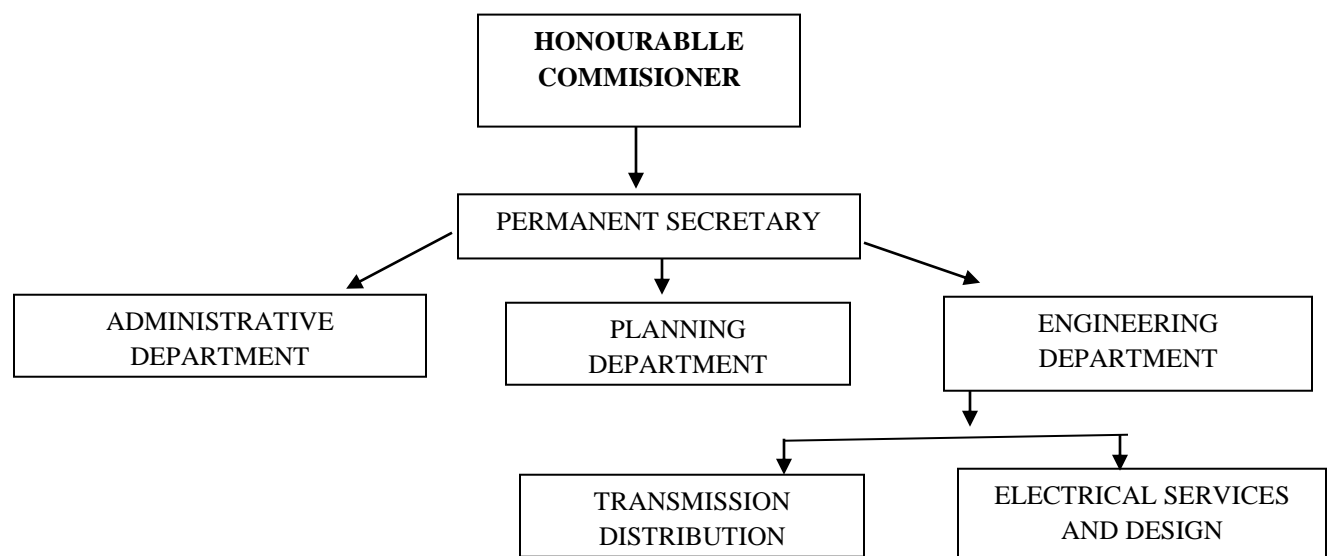 HONOURABLLE
COMMISIONER
PERMANENT SECRETARY
ADMINISTRATIVE
DEPARTMENT
PLANNING
DEPARTMENT
ENGINEERING
DEPARTMENT
TRANSMISSION
DISTRIBUTION
ELECTRICAL SERVICES
AND DESIGN